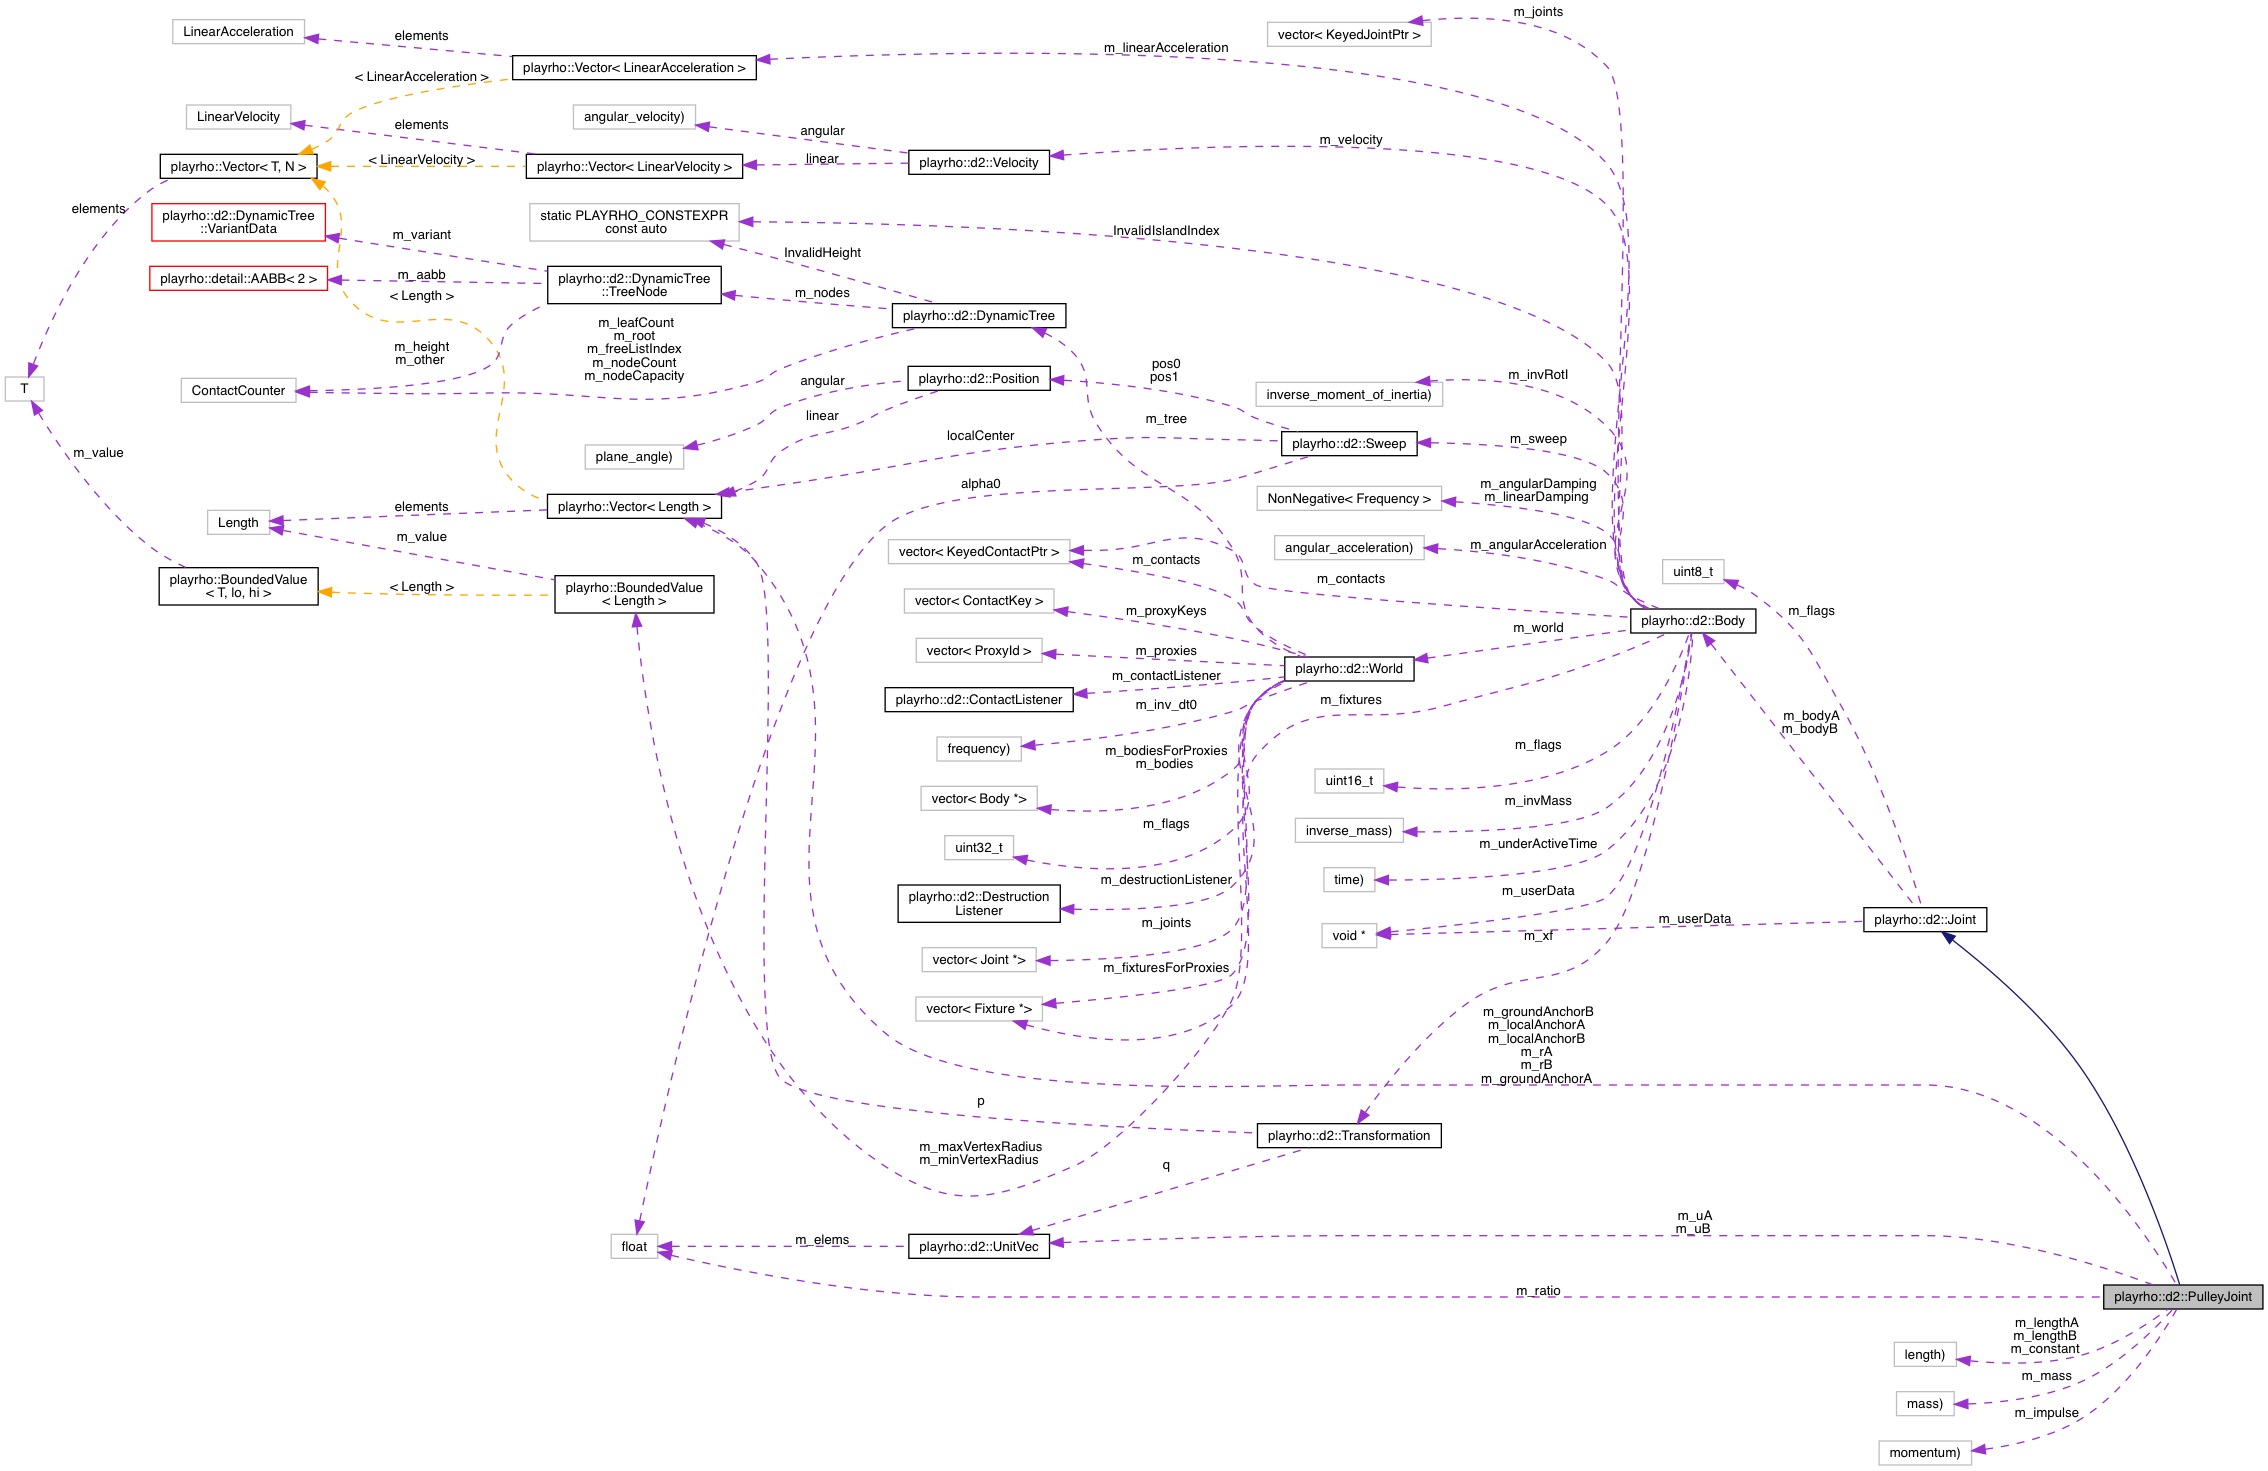 m_joints
LinearAcceleration
elements
vector< KeyedJointPtr >
m_linearAcceleration
playrho::Vector< LinearAcceleration >
< LinearAcceleration >
LinearVelocity
angular_velocity)
elements
angular
m_velocity
playrho::Vector< T, N >
< LinearVelocity >
playrho::Vector< LinearVelocity >
linear
playrho::d2::Velocity
elements
playrho::d2::DynamicTree
::VariantData
static PLAYRHO_CONSTEXPR
const auto
InvalidIslandIndex
m_variant
InvalidHeight
playrho::detail::AABB< 2 >
m_aabb
playrho::d2::DynamicTree
::TreeNode
m_nodes
< Length >
playrho::d2::DynamicTree
m_leafCount
m_root
m_freeListIndex
m_nodeCount
m_nodeCapacity
m_height
m_other
T
ContactCounter
angular
playrho::d2::Position
pos0
pos1
inverse_moment_of_inertia)
m_invRotI
linear
m_tree
localCenter
playrho::d2::Sweep
m_sweep
m_value
plane_angle)
alpha0
m_angularDamping
m_linearDamping
NonNegative< Frequency >
playrho::Vector< Length >
elements
Length
m_value
vector< KeyedContactPtr >
angular_acceleration)
m_angularAcceleration
m_contacts
m_contacts
uint8_t
playrho::BoundedValue
< T, lo, hi >
< Length >
playrho::BoundedValue
< Length >
vector< ContactKey >
m_proxyKeys
m_flags
playrho::d2::Body
m_world
vector< ProxyId >
m_proxies
playrho::d2::World
m_contactListener
playrho::d2::ContactListener
m_fixtures
m_inv_dt0
m_bodyA
m_bodyB
frequency)
m_bodiesForProxies
m_bodies
m_flags
uint16_t
vector< Body *>
m_invMass
m_flags
inverse_mass)
uint32_t
m_underActiveTime
m_destructionListener
time)
playrho::d2::Destruction
Listener
m_userData
m_joints
void *
m_userData
playrho::d2::Joint
m_xf
vector< Joint *>
m_fixturesForProxies
vector< Fixture *>
m_groundAnchorB
m_localAnchorA
m_localAnchorB
m_rA
m_rB
m_groundAnchorA
p
playrho::d2::Transformation
m_maxVertexRadius
m_minVertexRadius
q
m_uA
m_uB
float
m_elems
playrho::d2::UnitVec
m_ratio
playrho::d2::PulleyJoint
m_lengthA
m_lengthB
m_constant
length)
m_mass
mass)
m_impulse
momentum)